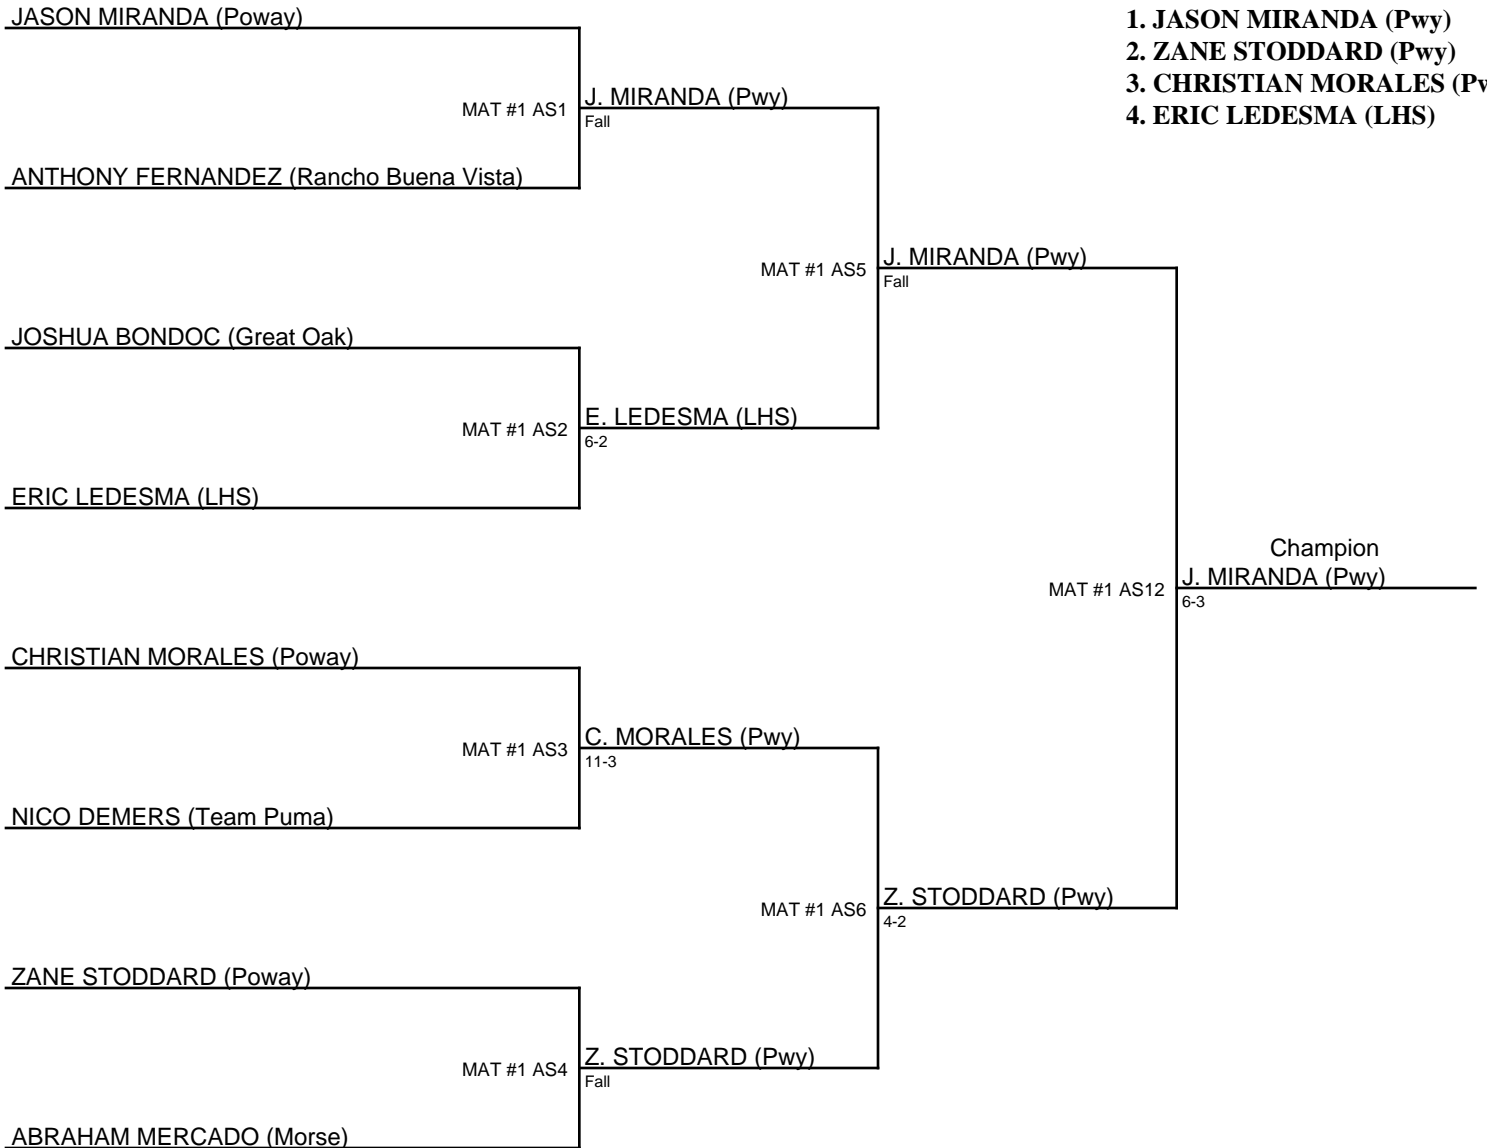 JASON MIRANDA (Poway)
1. JASON MIRANDA (Pwy)
2. ZANE STODDARD (Pwy)
3. CHRISTIAN MORALES (Pw
4. ERIC LEDESMA (LHS)
MAT #1 AS1
J. MIRANDA (Pwy)
Fall
ANTHONY FERNANDEZ (Rancho Buena Vista)
MAT #1 AS5
J. MIRANDA (Pwy)
Fall
JOSHUA BONDOC (Great Oak)
MAT #1 AS2
E. LEDESMA (LHS)
6-2
ERIC LEDESMA (LHS)
Champion
MAT #1 AS12
J. MIRANDA (Pwy)
6-3
CHRISTIAN MORALES (Poway)
MAT #1 AS3
C. MORALES (Pwy)
11-3
NICO DEMERS (Team Puma)
MAT #1 AS6
Z. STODDARD (Pwy)
4-2
ZANE STODDARD (Poway)
MAT #1 AS4
Z. STODDARD (Pwy)
Fall
ABRAHAM MERCADO (Morse)